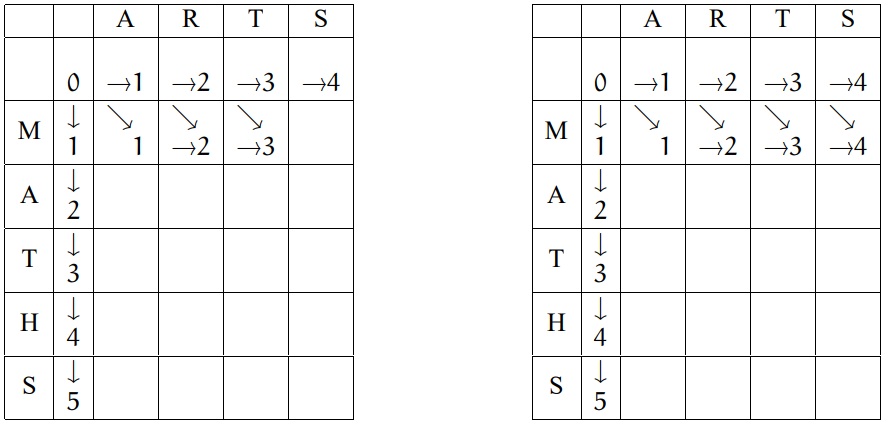 A R T S
0 →1 →2 →3 →4
M ↓1 ↘1 ↘→2 ↘→3
A ↓2
T ↓3
H ↓4
S ↓5
A R T S
0 →1 →2 →3 →4
M ↓1 ↘1 ↘→2 ↘→3 ↘→4
A ↓2
T ↓3
H ↓4
S ↓5